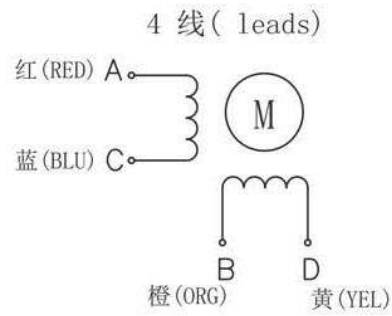 4 线( leads)
红(RED) A
M
蓝(BLU) C
B D
橙(ORG) 黄(YEL)